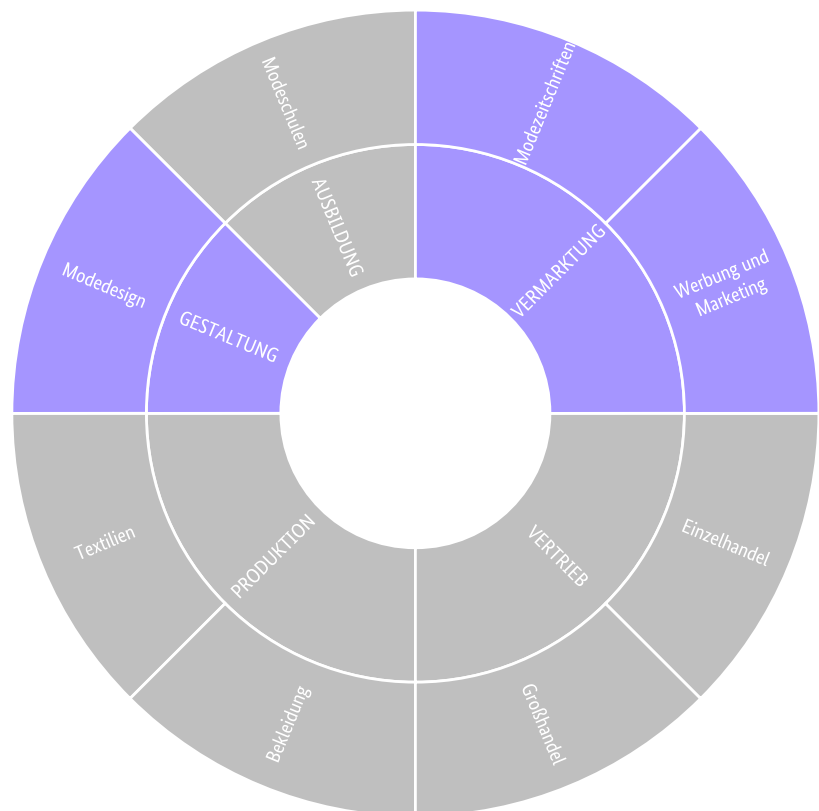 Modezeitschriften
Modeschulen
AUSBILDUNG
VERMARKTUNG
Werbung und
Marketing
Modedesign
GESTALTUNG
Textilien
PRODUKTION
VERTRIEB
Einzelhandel
Bekleidung
Großhandel